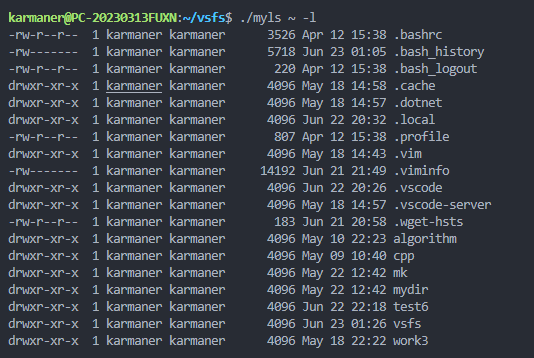 karmaner@PC-20230313FUXN:~/vsfs$ ./myls ~ -l
-rw-r--r--  1 karmaner karmaner     3526 Apr 12 15:38 .bashrc
-rw-------  1 karmaner karmaner     5718 Jun 23 01:05 .bash_history
-rw-r--r--  1 karmaner karmaner      220 Apr 12 15:38 .bash_logout
drwxr-xr-x  1 karmaner karmaner     4096 May 18 14:58 .cache
drwxr-xr-x  1 karmaner karmaner     4096 May 18 14:57 .dotnet
drwxr-xr-x  1 karmaner karmaner     4096 Jun 22 20:32 .local
-rw-r--r--  1 karmaner karmaner      807 Apr 12 15:38 .profile
drwxr-xr-x  1 karmaner karmaner     4096 May 18 14:43 .vim
-rw-------  1 karmaner karmaner    14192 Jun 21 21:49 .viminfo
drwxr-xr-x  1 karmaner karmaner     4096 Jun 22 20:26 .vscode
drwxr-xr-x  1 karmaner karmaner     4096 May 18 14:57 .vscode-server
-rw-r--r--  1 karmaner karmaner      183 Jun 21 20:58 .wget-hsts
drwxr-xr-x  1 karmaner karmaner     4096 May 10 22:23 algorithm
drwxr-xr-x  1 karmaner karmaner     4096 May 09 10:40 cpp
drwxr-xr-x  1 karmaner karmaner     4096 May 22 12:42 mk
drwxr-xr-x  1 karmaner karmaner     4096 May 22 12:42 mydir
drwxr-xr-x  1 karmaner karmaner     4096 Jun 22 22:18 test6
drwxr-xr-x  1 karmaner karmaner     4096 Jun 23 01:26 vsfs
drwxr-xr-x  1 karmaner karmaner     4096 May 18 22:22 work3